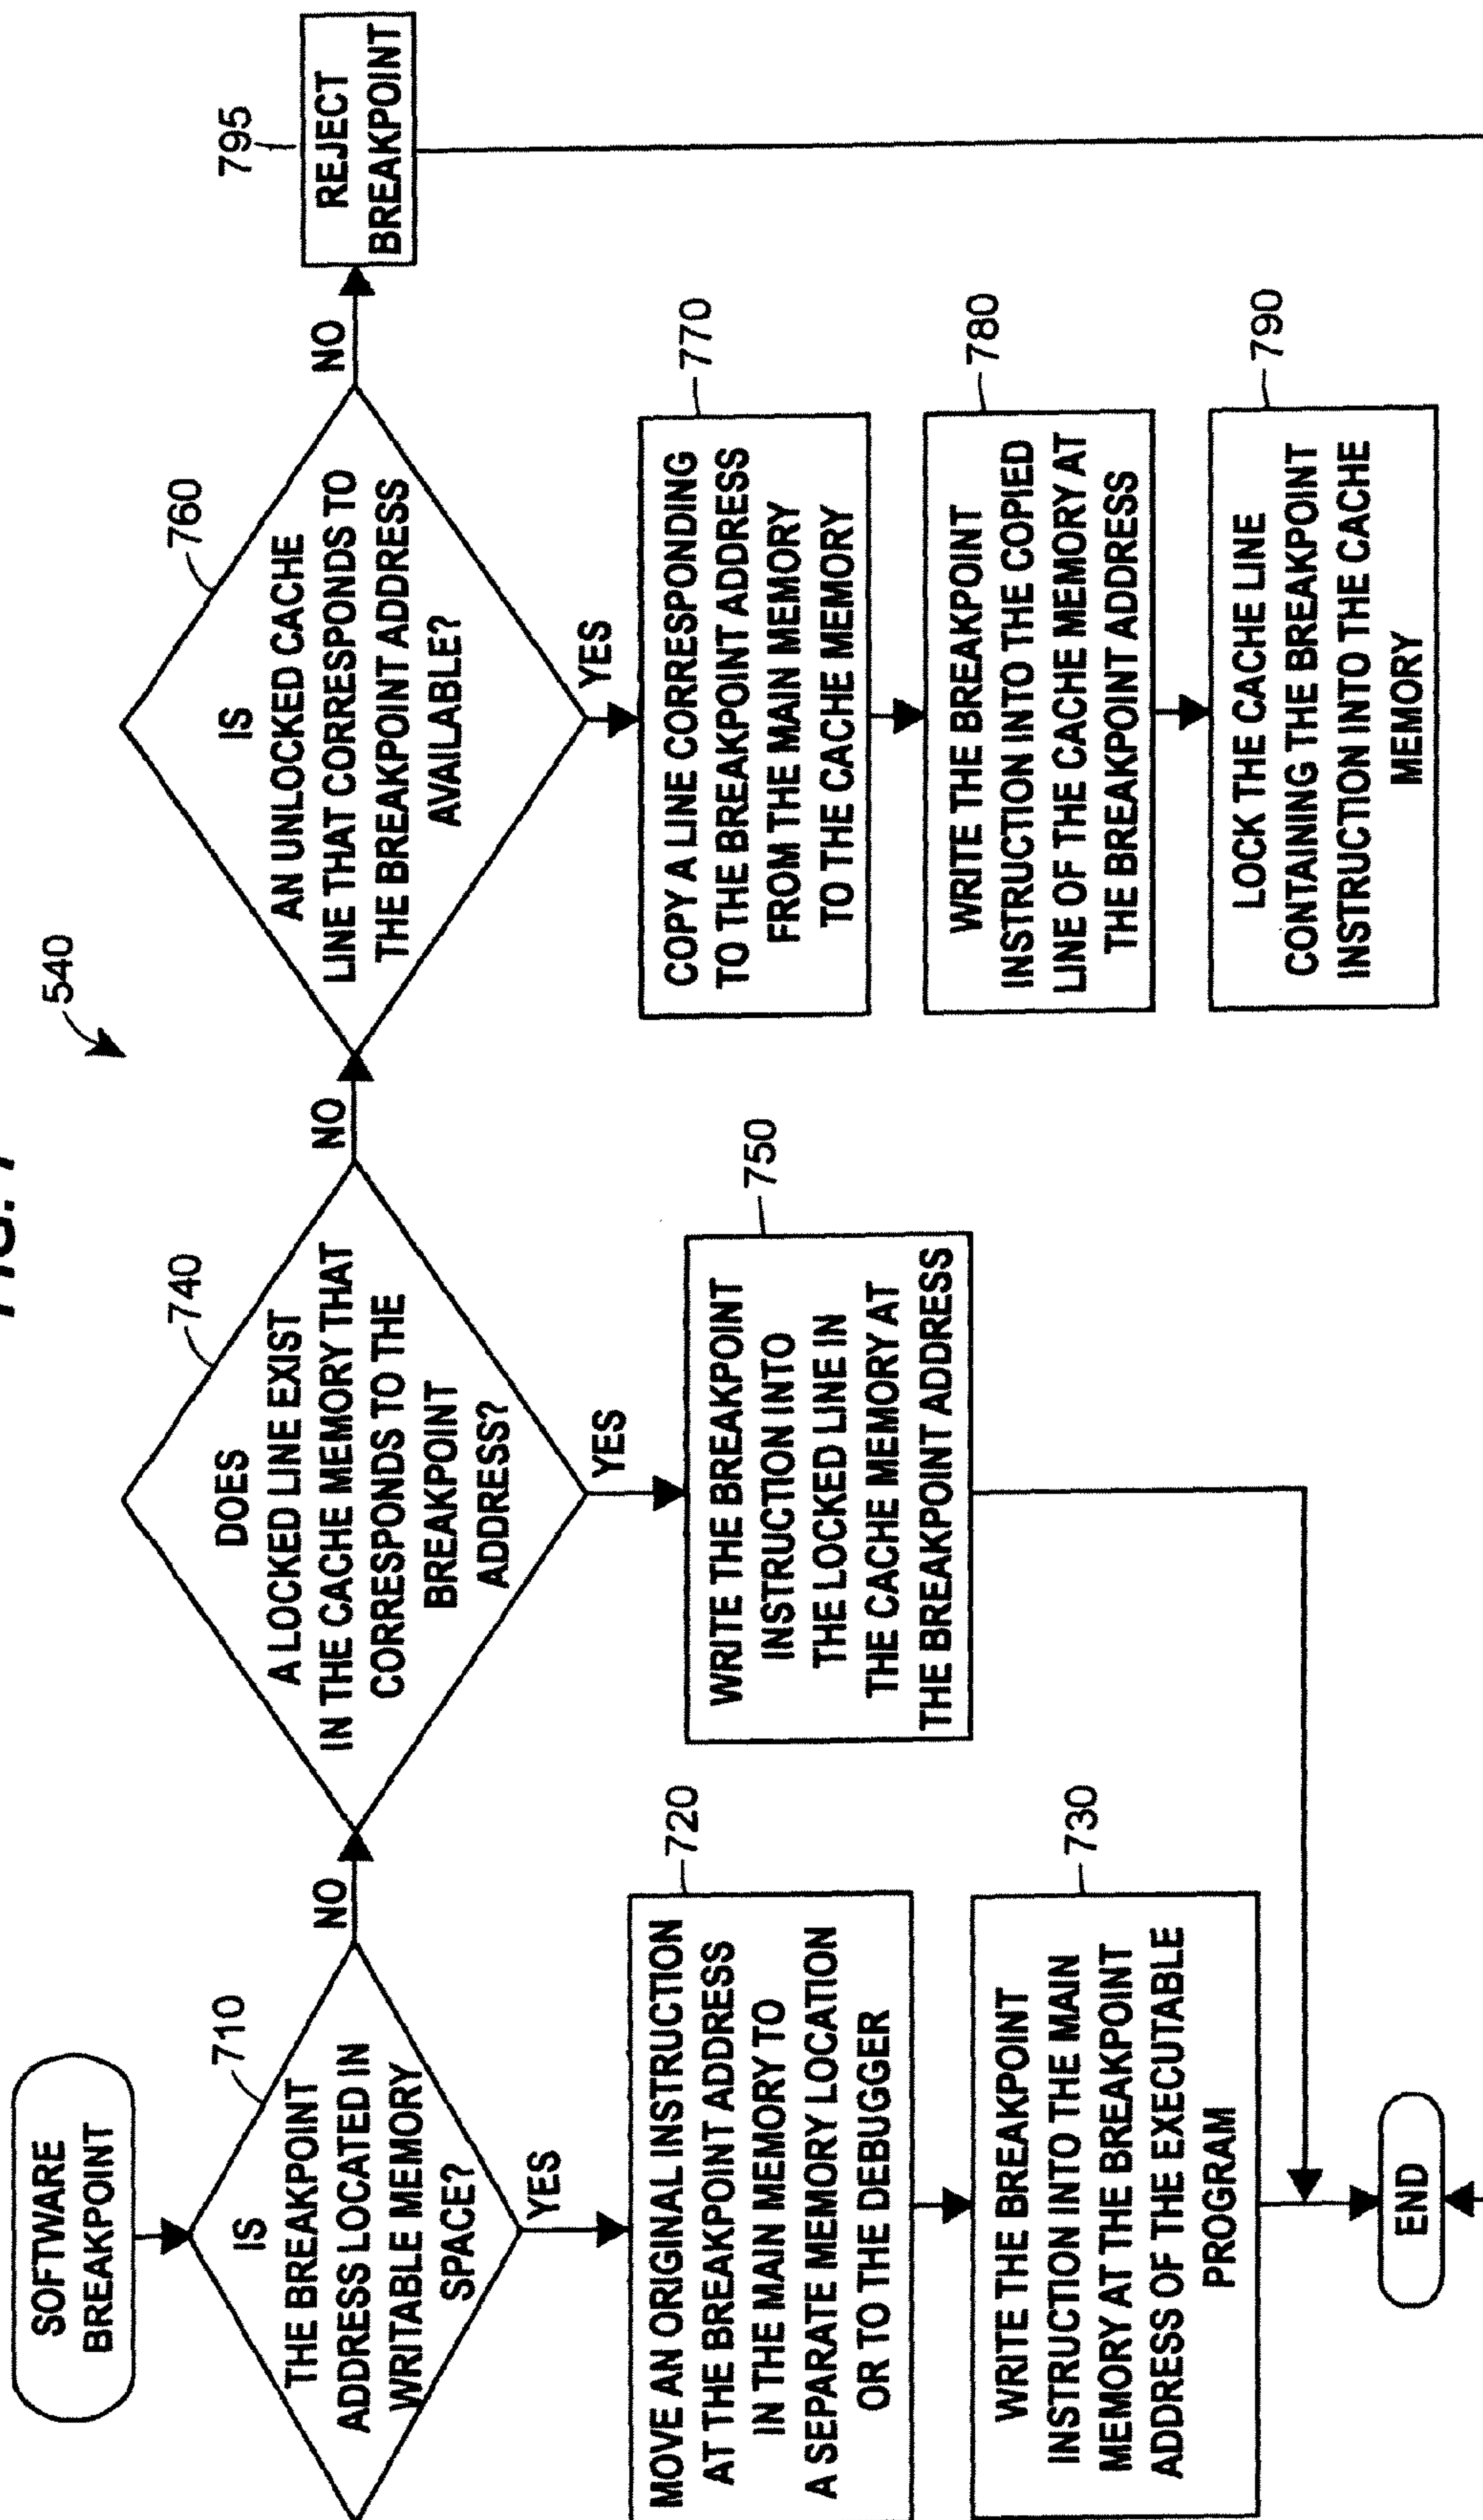 540
SOFTWARE
BREAKPOINT
710
IS
THE BREAKPOINT
ADDRESS LOCATED IN
WRITABLE MEMORY
SPACE?
NO
YES
720
MOVE AN ORIGINAL INSTRUCTION
AT THE BREAKPOINT ADDRESS
IN THE MAIN MEMORY TO
A SEPARATE MEMORY LOCATION
OR TO THE DEBUGGER
730
WRITE THE BREAKPOINT
INSTRUCTION INTO THE MAIN
MEMORY AT THE BREAKPOINT
ADDRESS OF THE EXECUTABLE
PROGRAM
END
740
DOES
A LOCKED LINE EXIST
IN THE CACHE MEMORY THAT
CORRESPONDS TO THE
BREAKPOINT
ADDRESS?
NO
YES
750
WRITE THE BREAKPOINT
INSTRUCTION INTO
THE LOCKED LINE IN
THE CACHE MEMORY AT
THE BREAKPOINT ADDRESS
760
IS
AN UNLOCKED CACHE
LINE THAT CORRESPONDS TO
THE BREAKPOINT ADDRESS
AVAILABLE?
NO
YES
770
COPY A LINE CORRESPONDING
TO THE BREAKPOINT ADDRESS
FROM THE MAIN MEMORY
TO THE CACHE MEMORY
780
WRITE THE BREAKPOINT
INSTRUCTION INTO THE COPIED
LINE OF THE CACHE MEMORY AT
THE BREAKPOINT ADDRESS
790
LOCK THE CACHE LINE
CONTAINING THE BREAKPOINT
INSTRUCTION INTO THE CACHE
MEMORY
795
REJECT
BREAKPOINT